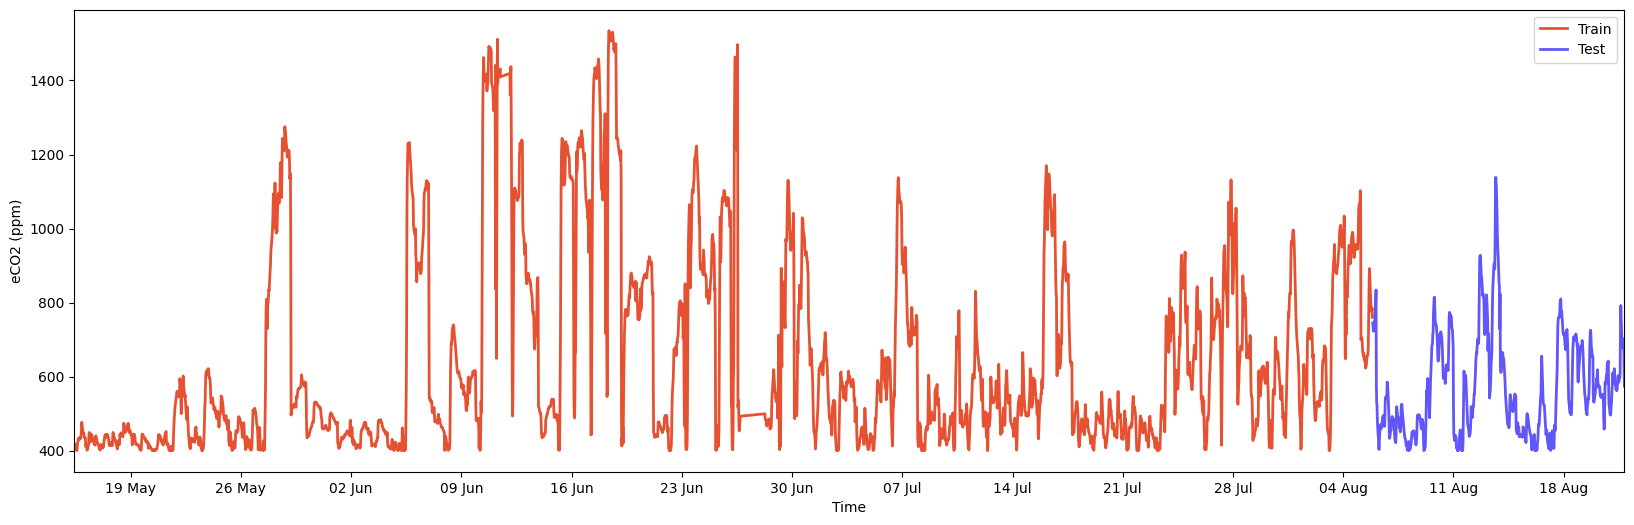 Train
Test
eCO2 (ppm)
1400
1200
1000
800
600
400
19 May 26 May 02 Jun 09 Jun 16 Jun 23 Jun 30 Jun 07 Jul 14 Jul 21 Jul 28 Jul 04 Aug 11 Aug 18 Aug
Time